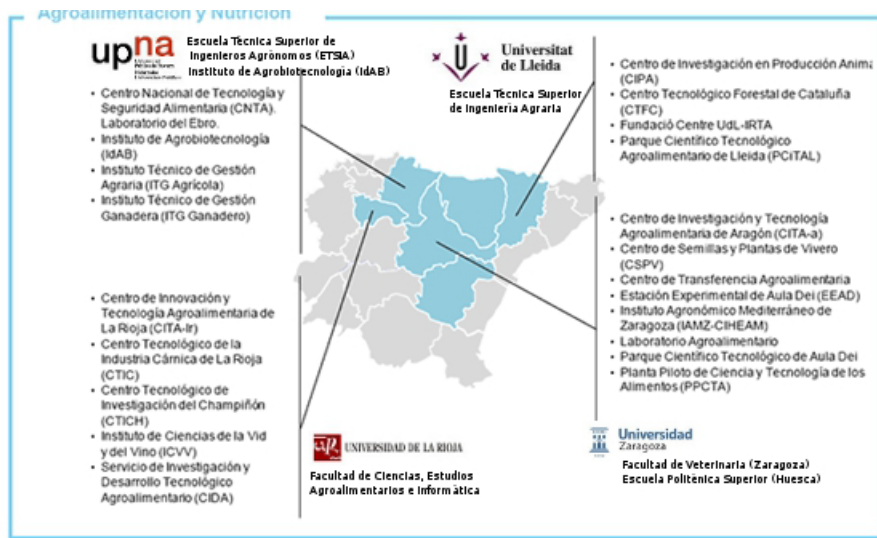 Agroalimentación y Nutrición
upna
Escuela Técnica Superior de
Ingenieros Agrónomos (ETSIA)
Instituto de Agrobiotecnología (IdAB)
• Centro Nacional de Tecnología y
Seguridad Alimentaria (CNTA).
Laboratorio del Ebro.
• Instituto de Agrobiotecnología
(IdAB)
• Instituto Técnico de Gestión
Agraria (ITG Agrícola)
• Instituto Técnico de Gestión
Ganadera (ITG Ganadero)
Universitat
de Lleida
Escuela Tècnica Superior
de Ingeniería Agraria
• Centro de Investigación en Producción Anima
(CIPA)
• Centro Tecnológico Forestal de Cataluña
(CTFC)
• Fundació Centre UdL-IRTA
• Parque Científico Tecnológico
Agroalimentario de Lleida (PCiTAL)
• Centro de Innovación y
Tecnología Agroalimentaria de
La Rioja (CITA-lr)
• Centro Tecnológico de la
Industria Cárnica de La Rioja
(CTIC)
• Centro Tecnológico de
Investigación del Champiñón
(CTICH)
• Instituto de Ciencias de la Vid
y del Vino (ICVV)
• Servicio de Investigación y
Desarrollo Tecnológico
Agroalimentario (CIDA)
UNIVERSIDAD DE LA RIOJA
Facultad de Ciencias, Estudios
Agroalimentarios e Informàtica
• Centro de Investigación y Tecnología
Agroalimentaria de Aragón (CITA-a)
• Centro de Semillas y Plantas de Vivero
(CSPV)
• Centro de Transferencia Agroalimentaria
• Estación Experimental de Aula Dei (EEAD)
• Instituto Agronómico Mediterráneo de
Zaragoza (IAMZ-CIHEAM)
• Laboratorio Agroalimentario
• Parque Científico Tecnológico de Aula Dei
• Planta Piloto de Ciencia y Tecnología de los
Alimentos (PPCTA)
Universidad
Zaragoza
Facultad de Veterinaria (Zaragoza)
Escuela Politènica Superior (Huesca)